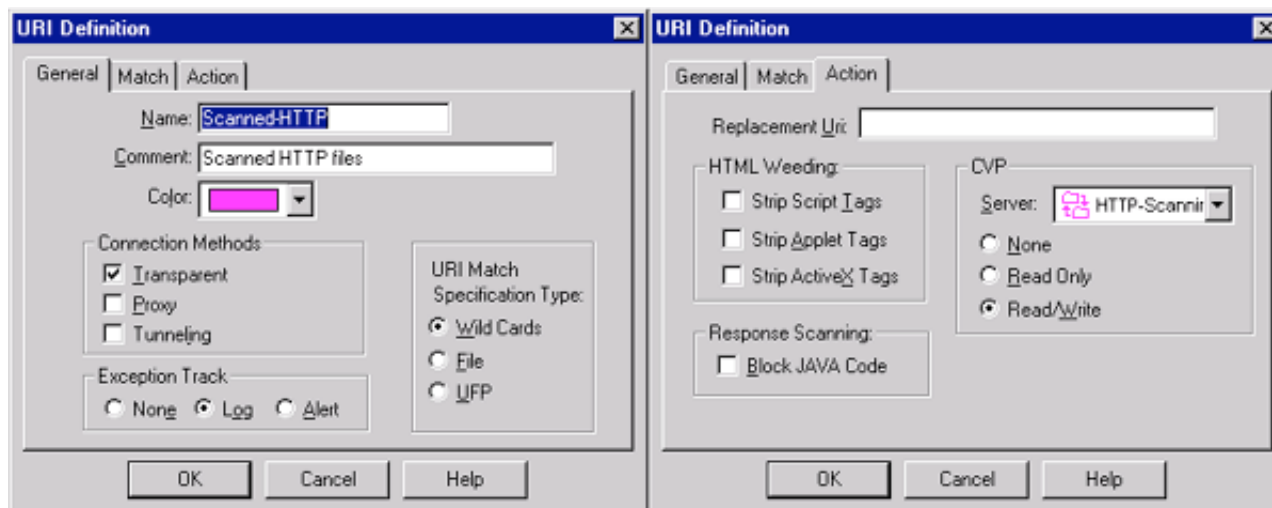 URI Definition
General Match Action
Name: Scanned-HTTP
Comment: Scanned HTTP files
Color:
Connection Methods
Transparent
Proxy
Tunneling
URI Match
Specification Type:
Wild Cards
File
UFP
Exception Track
None Log Alert
OK Cancel Help
URI Definition
General Match Action
Replacement Uri:
HTML Weeding:
Strip Script Tags
Strip Applet Tags
Strip ActiveX Tags
Response Scanning:
Block JAVA Code
CVP
Server: HTTP-Scannin
None
Read Only
Read/Write
OK Cancel Help